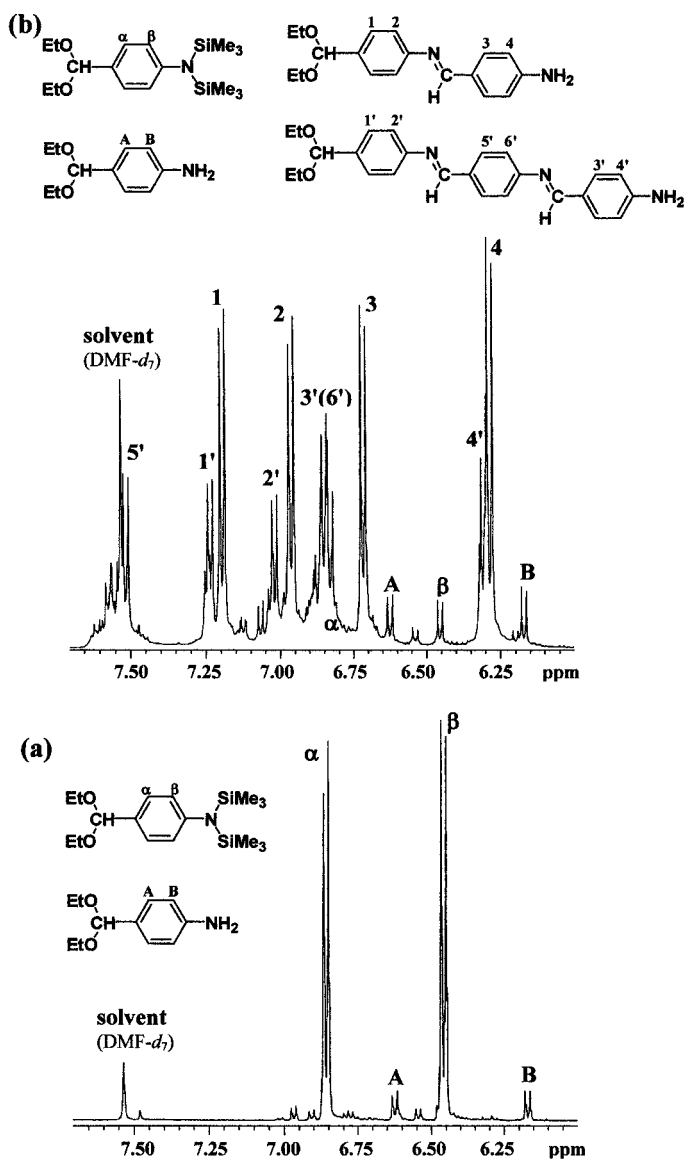 (b)
α β
EtO
CH
EtO
N
SiMe3
SiMe3
1 2
EtO
CH
EtO
N
C
H
3 4
NH2
A B
EtO
CH
EtO
NH2
1' 2'
EtO
CH
EtO
N
C
H
5' 6'
N
C
H
3' 4'
NH2
solvent
(DMF-d7)
5'
1'
1
2'
2
3'(6')
α
3
A
β
4'
4
B
7.50 7.25 7.00 6.75 6.50 6.25 ppm
(a)
α β
EtO
CH
EtO
N
SiMe3
SiMe3
A B
EtO
CH
EtO
NH2
solvent
(DMF-d7)
α
A
β
B
7.50 7.25 7.00 6.75 6.50 6.25 ppm